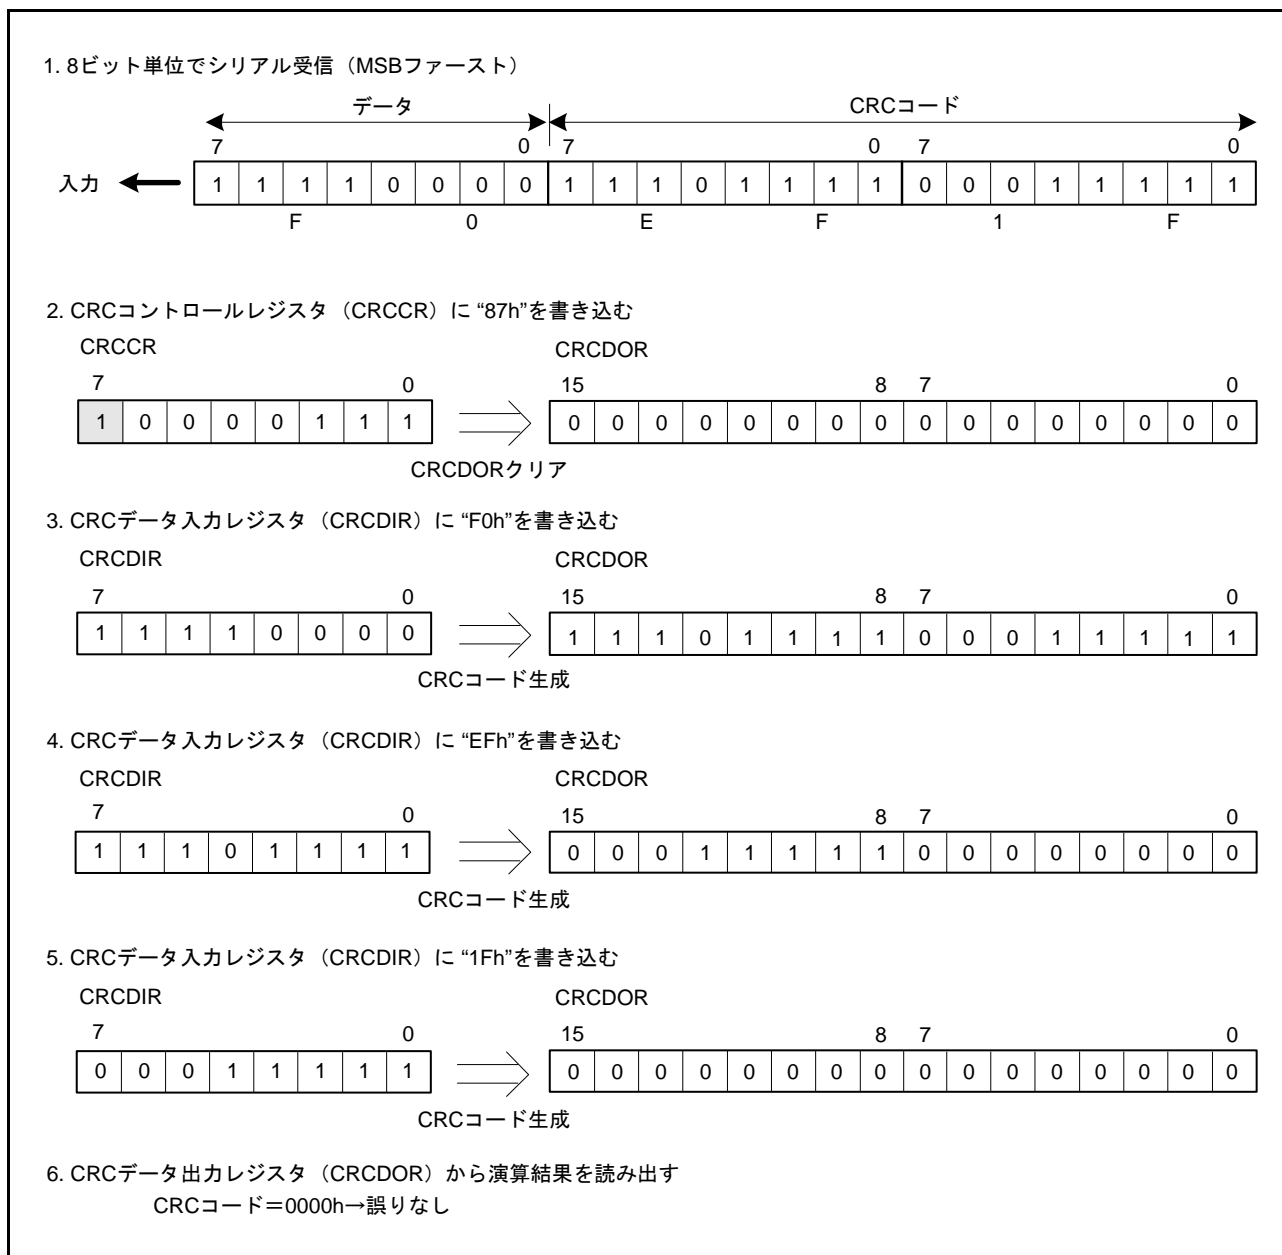 1. 8ビット単位でシリアル受信（MSBファースト）
データ CRCコード
7 0 7 0 7 0
入力 1 1 1 1 0 0 0 0 1 1 1 0 1 1 1 1 0 0 0 1 1 1 1 1
F 0 E F 1 F
2. CRCコントロールレジスタ（CRCCR）に “87h”を書き込む
CRCCR CRCDOR
7 0 15 8 7 0
1 0 0 0 0 1 1 1 0 0 0 0 0 0 0 0 0 0 0 0 0 0 0 0
CRCDORクリア
3. CRCデータ入力レジスタ（CRCDIR）に “F0h”を書き込む
CRCDIR CRCDOR
7 0 15 8 7 0
1 1 1 1 0 0 0 0 1 1 1 0 1 1 1 1 0 0 0 1 1 1 1 1
CRCコード生成
4. CRCデータ入力レジスタ（CRCDIR）に “EFh”を書き込む
CRCDIR CRCDOR
7 0 15 8 7 0
1 1 1 0 1 1 1 1 0 0 0 1 1 1 1 1 0 0 0 0 0 0 0 0
CRCコード生成
5. CRCデータ入力レジスタ（CRCDIR）に “1Fh”を書き込む
CRCDIR CRCDOR
7 0 15 8 7 0
0 0 0 1 1 1 1 1 0 0 0 0 0 0 0 0 0 0 0 0 0 0 0 0
CRCコード生成
6. CRCデータ出力レジスタ（CRCDOR）から演算結果を読み出す
CRCコード＝0000h→誤りなし